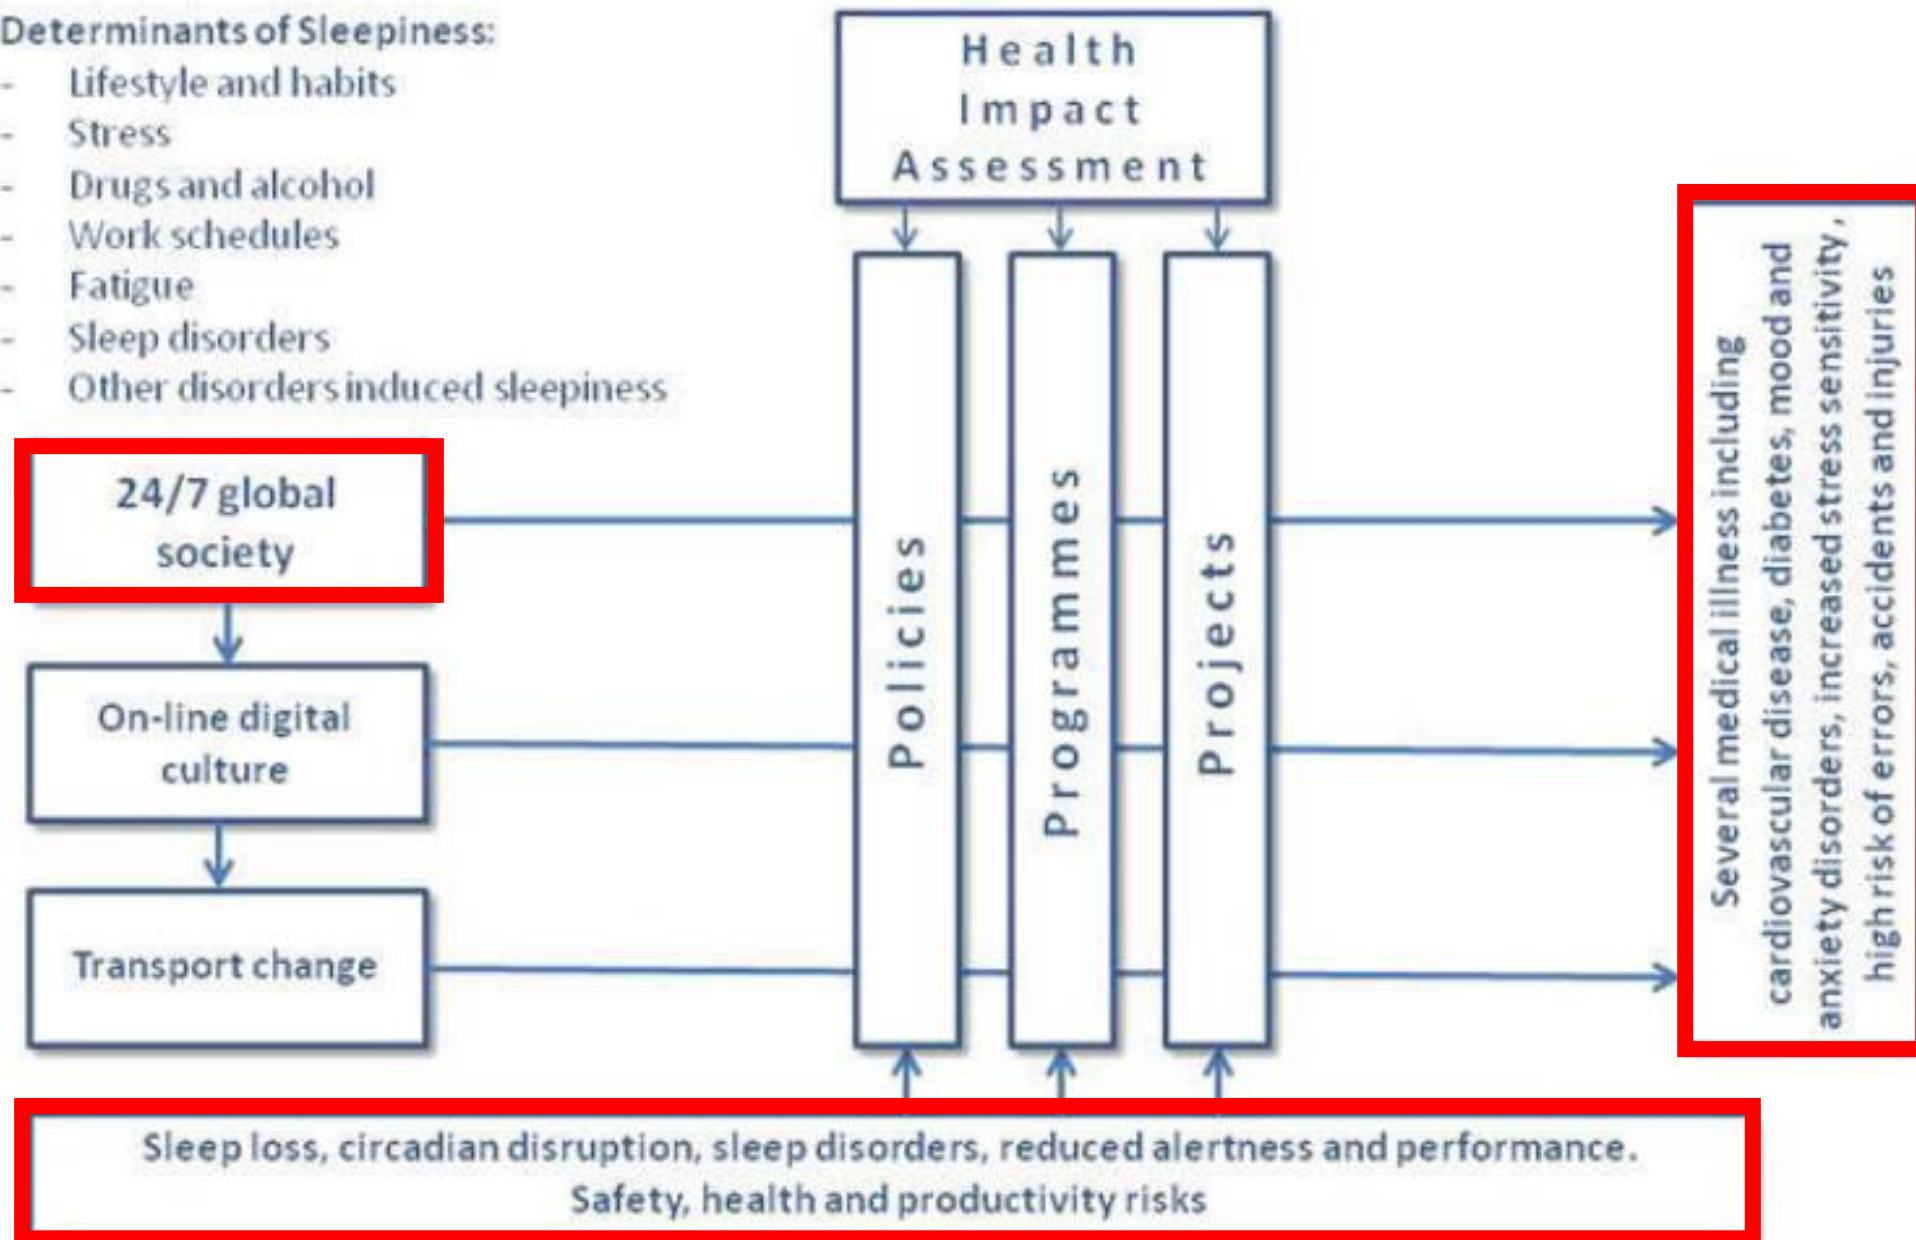 Determinants of Sleepiness:
- Lifestyle and habits
- Stress
- Drugs and alcohol
- Work schedules
- Fatigue
- Sleep disorders
- Other disorders induced sleepiness
Health
Impact
Assessment
24/7 global
society
On-line digital
culture
Transport change
Policies
Programmes
Projects
Several medical illness including
cardiovascular disease, diabetes, mood and
anxiety disorders, increased stress sensitivity,
high risk of errors, accidents and injuries
Sleep loss, circadian disruption, sleep disorders, reduced alertness and performance.
Safety, health and productivity risks